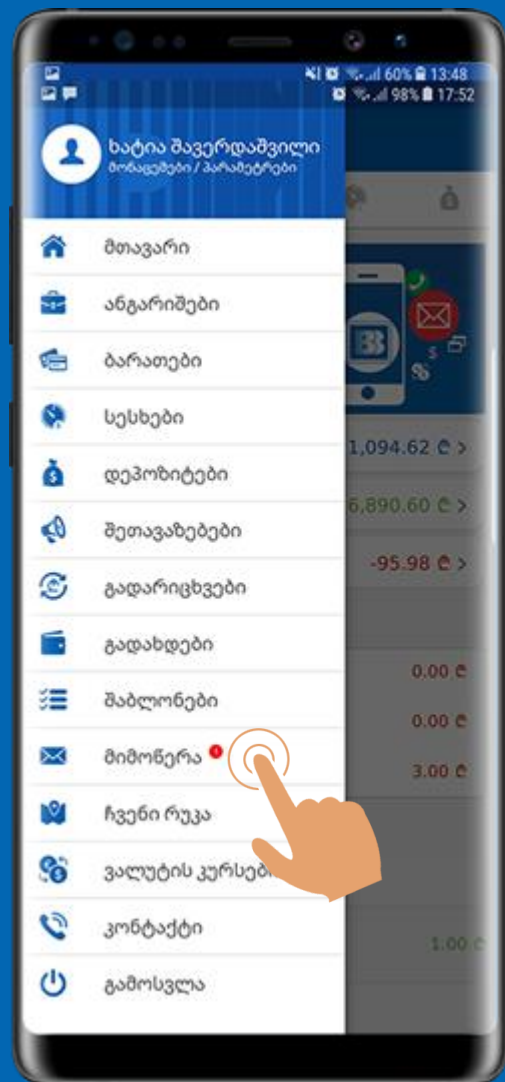 60% 13:48
98% 17:52
ხატია შავერდაშვილი
მონაცემები / პარამეტრები
მთავარი
ანგარიშები
ბარათები
სესხები
1,094.62 ₾ >
დეპოზიტები
6,890.60 ₾ >
შეთავაზებები
-95.98 ₾ >
გადარიცხვები
გადახდები
0.00 ₾
შაბლონები
0.00 ₾
მიმოწერა
3.00 ₾
ჩვენი რუკა
ვალუტის კურსები
კონტაქტი
1.00 ₾
გამოსვლა